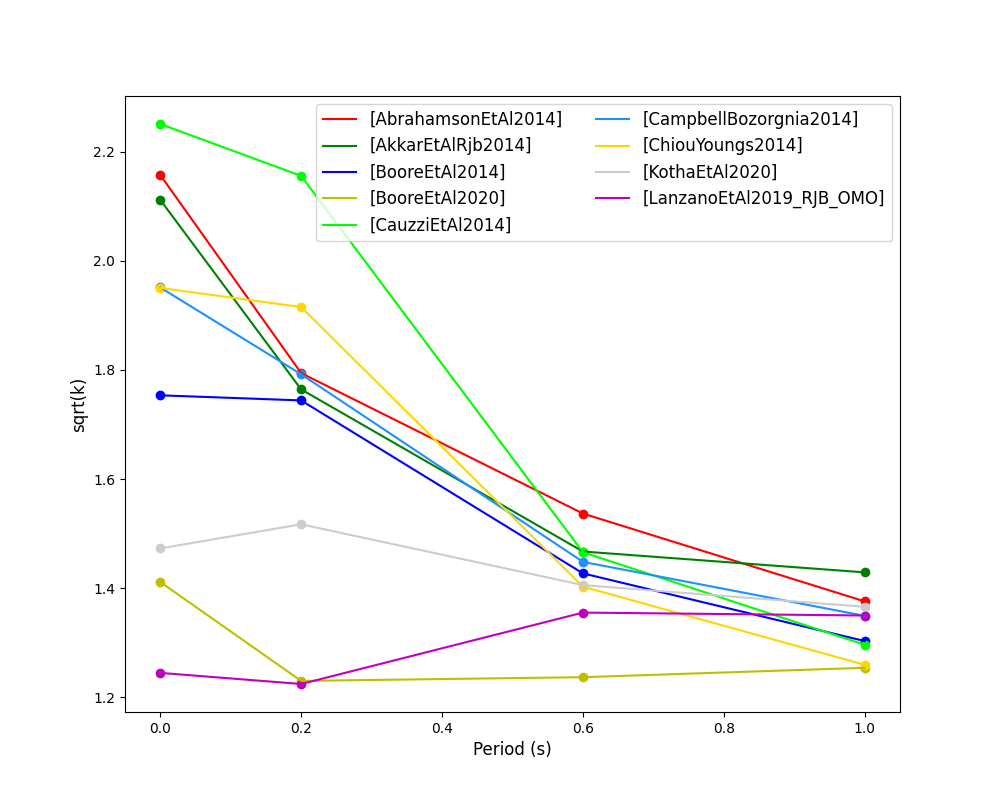 [AbrahamsonEtAl2014]
[AkkarEtAlRjb2014]
[BooreEtAl2014]
[BooreEtAl2020]
[CauzziEtAl2014]
[CampbellBozorgnia2014]
[ChiouYoungs2014]
[KothaEtAl2020]
[LanzanoEtAl2019_RJB_OMO]
sqrt(k)
2.2
2.0
1.8
1.6
1.4
1.2
0.0 0.2 0.4 0.6 0.8 1.0
Period (s)